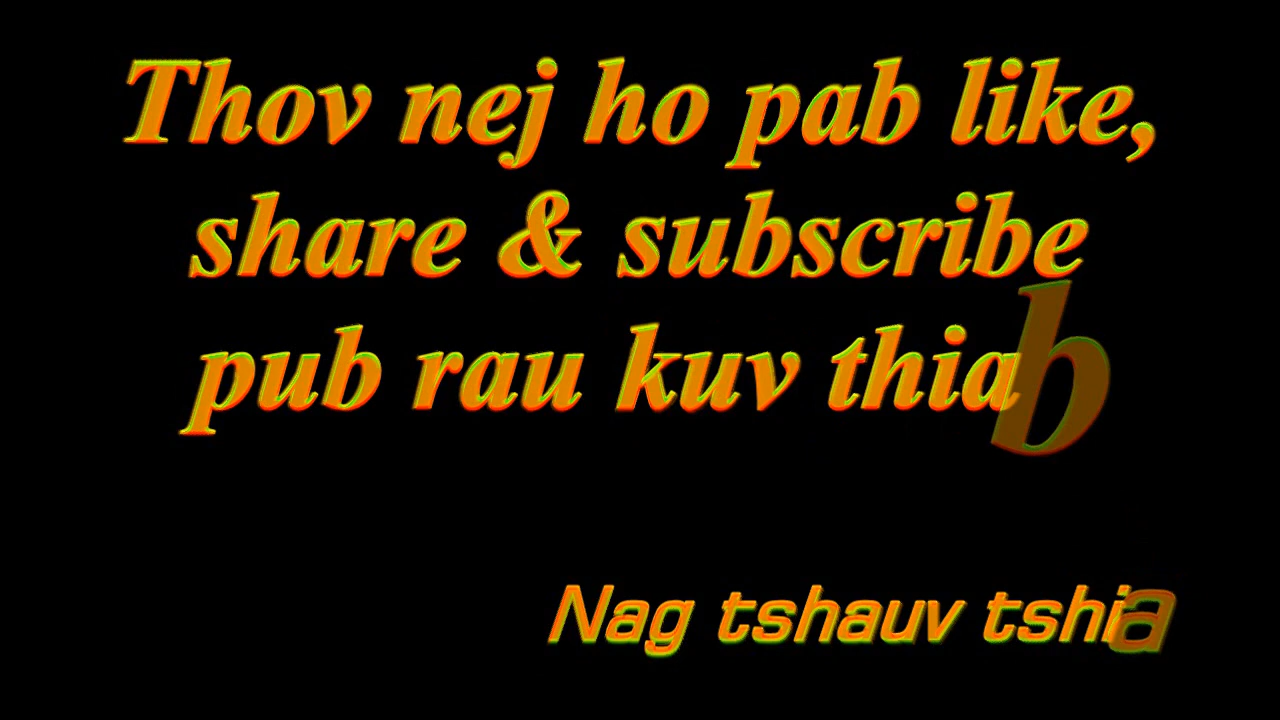 Thov nej ho pab like,
share & subscribe
pub rau kuv thiab
Nag tshauv tshia